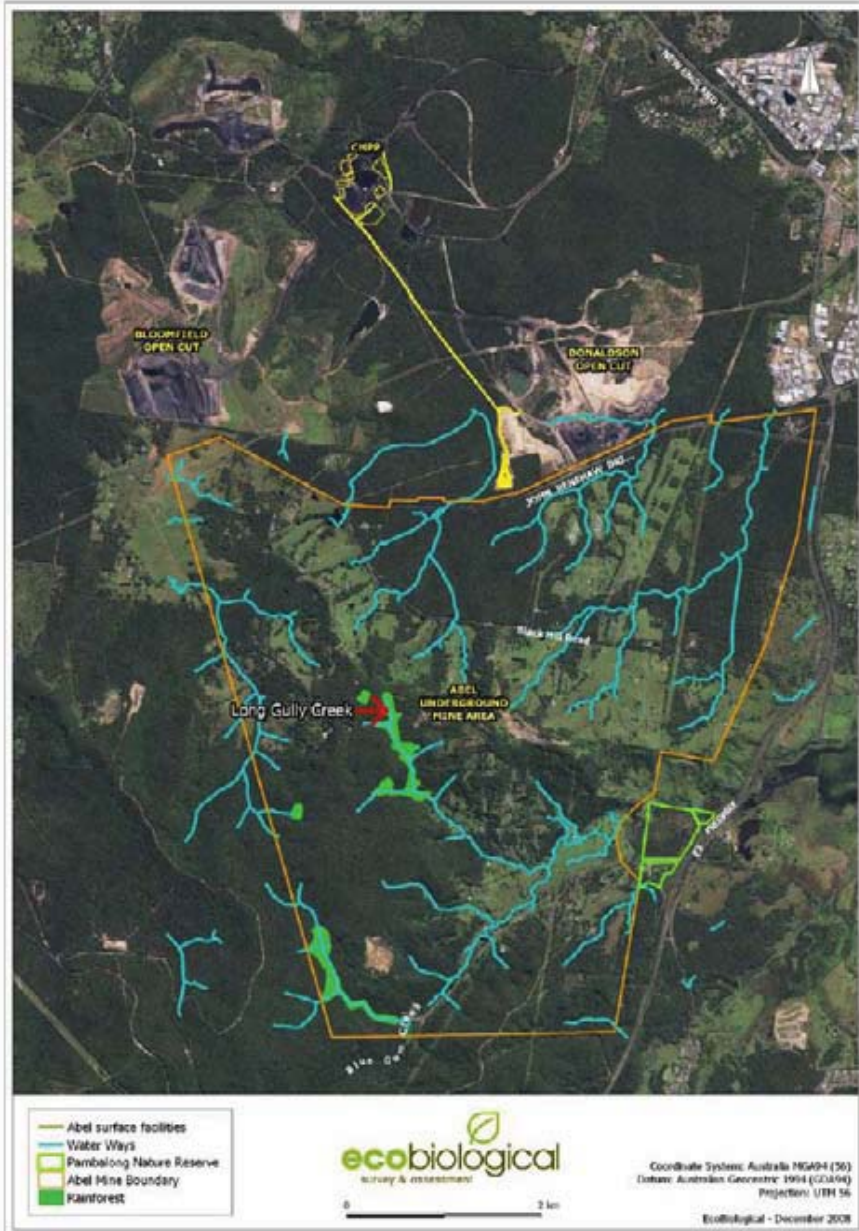 NEW ENGLAND
CHPP
BLOOMFIELD
OPEN CUT
DONALDSON
OPEN CUT
JOHN RENSHAW
Black Hill Road
Long Gully Creek
ABEL
UNDERGROUND
MINE AREA
Blue Gum Creek
Abel surface facilities
Water Ways
Pambalong Nature Reserve
Abel Mine Boundary
Rainforest
ecobiological
survey & assessment
0 2 km
Coordinate System: Australia MGA94 (56)
Datum: Australian Geocentric 1994 (GDA94)
Projection: UTM 56
EcoBiological - December 2008